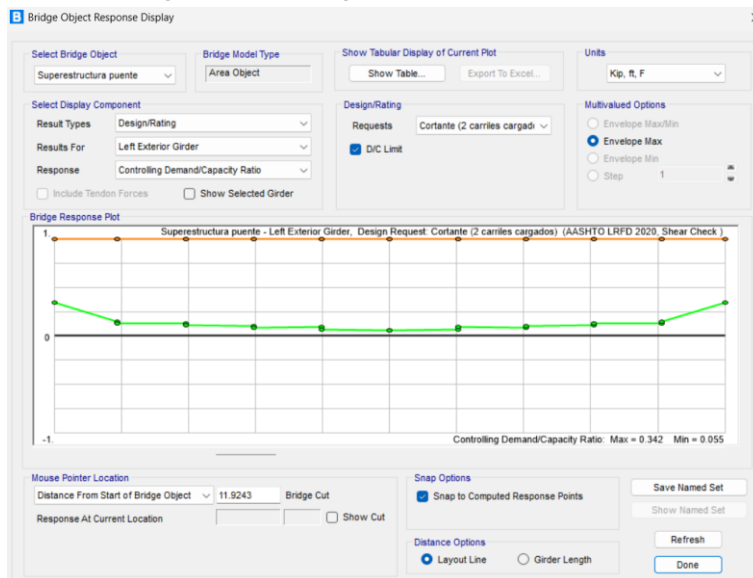 B Bridge Object Response Display
Select Bridge Object
Superestructura puente
Bridge Model Type
Area Object
Show Tabular Display of Current Plot
Show Table... Export To Excel...
Units
Kip, ft, F
Select Display Component
Result Types Design/Rating
Results For Left Exterior Girder
Response Controlling Demand/Capacity Ratio
Include Tendon Forces Show Selected Girder
Design/Rating
Requests Cortante (2 carriles cargad
D/C Limit
Multivalued Options
Envelope Max/Min
Envelope Max
Envelope Min
Step 1
Bridge Response Plot
1. Superestructura puente - Left Exterior Girder, Design Request: Cortante (2 carriles cargados) (AASHTO LRFD 2020, Shear Check )
0
-1. Controlling Demand/Capacity Ratio: Max = 0.342 Min = 0.055
Mouse Pointer Location
Distance From Start of Bridge Object 11.9243 Bridge Cut
Response At Current Location Show Cut
Snap Options
Snap to Computed Response Points
Distance Options
Layout Line Girder Length
Save Named Set
Show Named Set
Refresh
Done